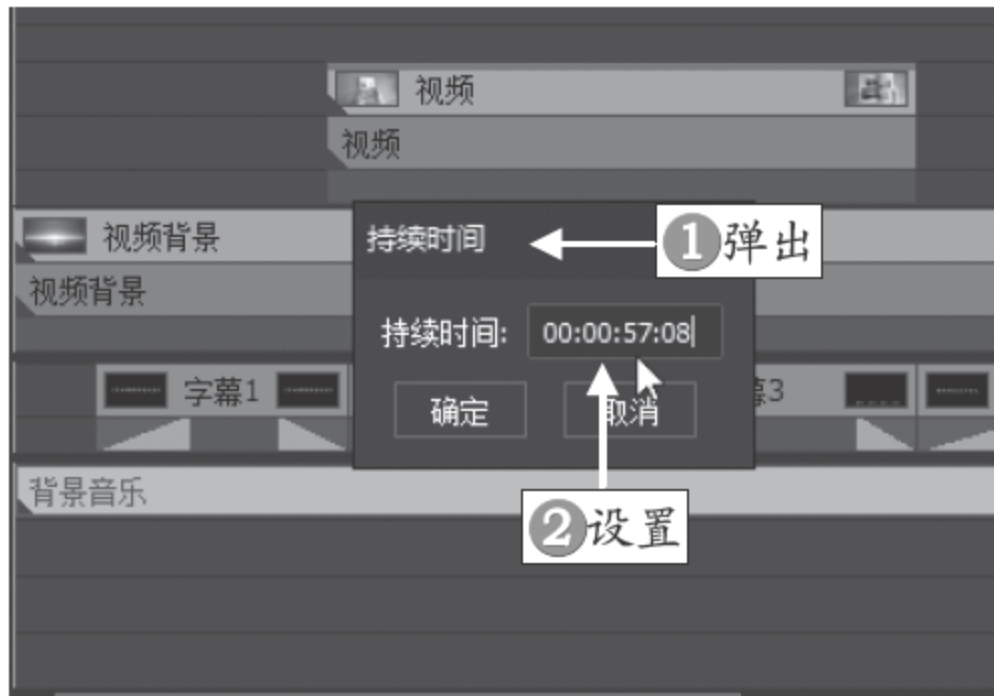 视频
视频
视频背景
持续时间
1弹出
视频背景
持续时间: 00:00:57:08
字幕1
幕3
确定
取消
背景音乐
2设置